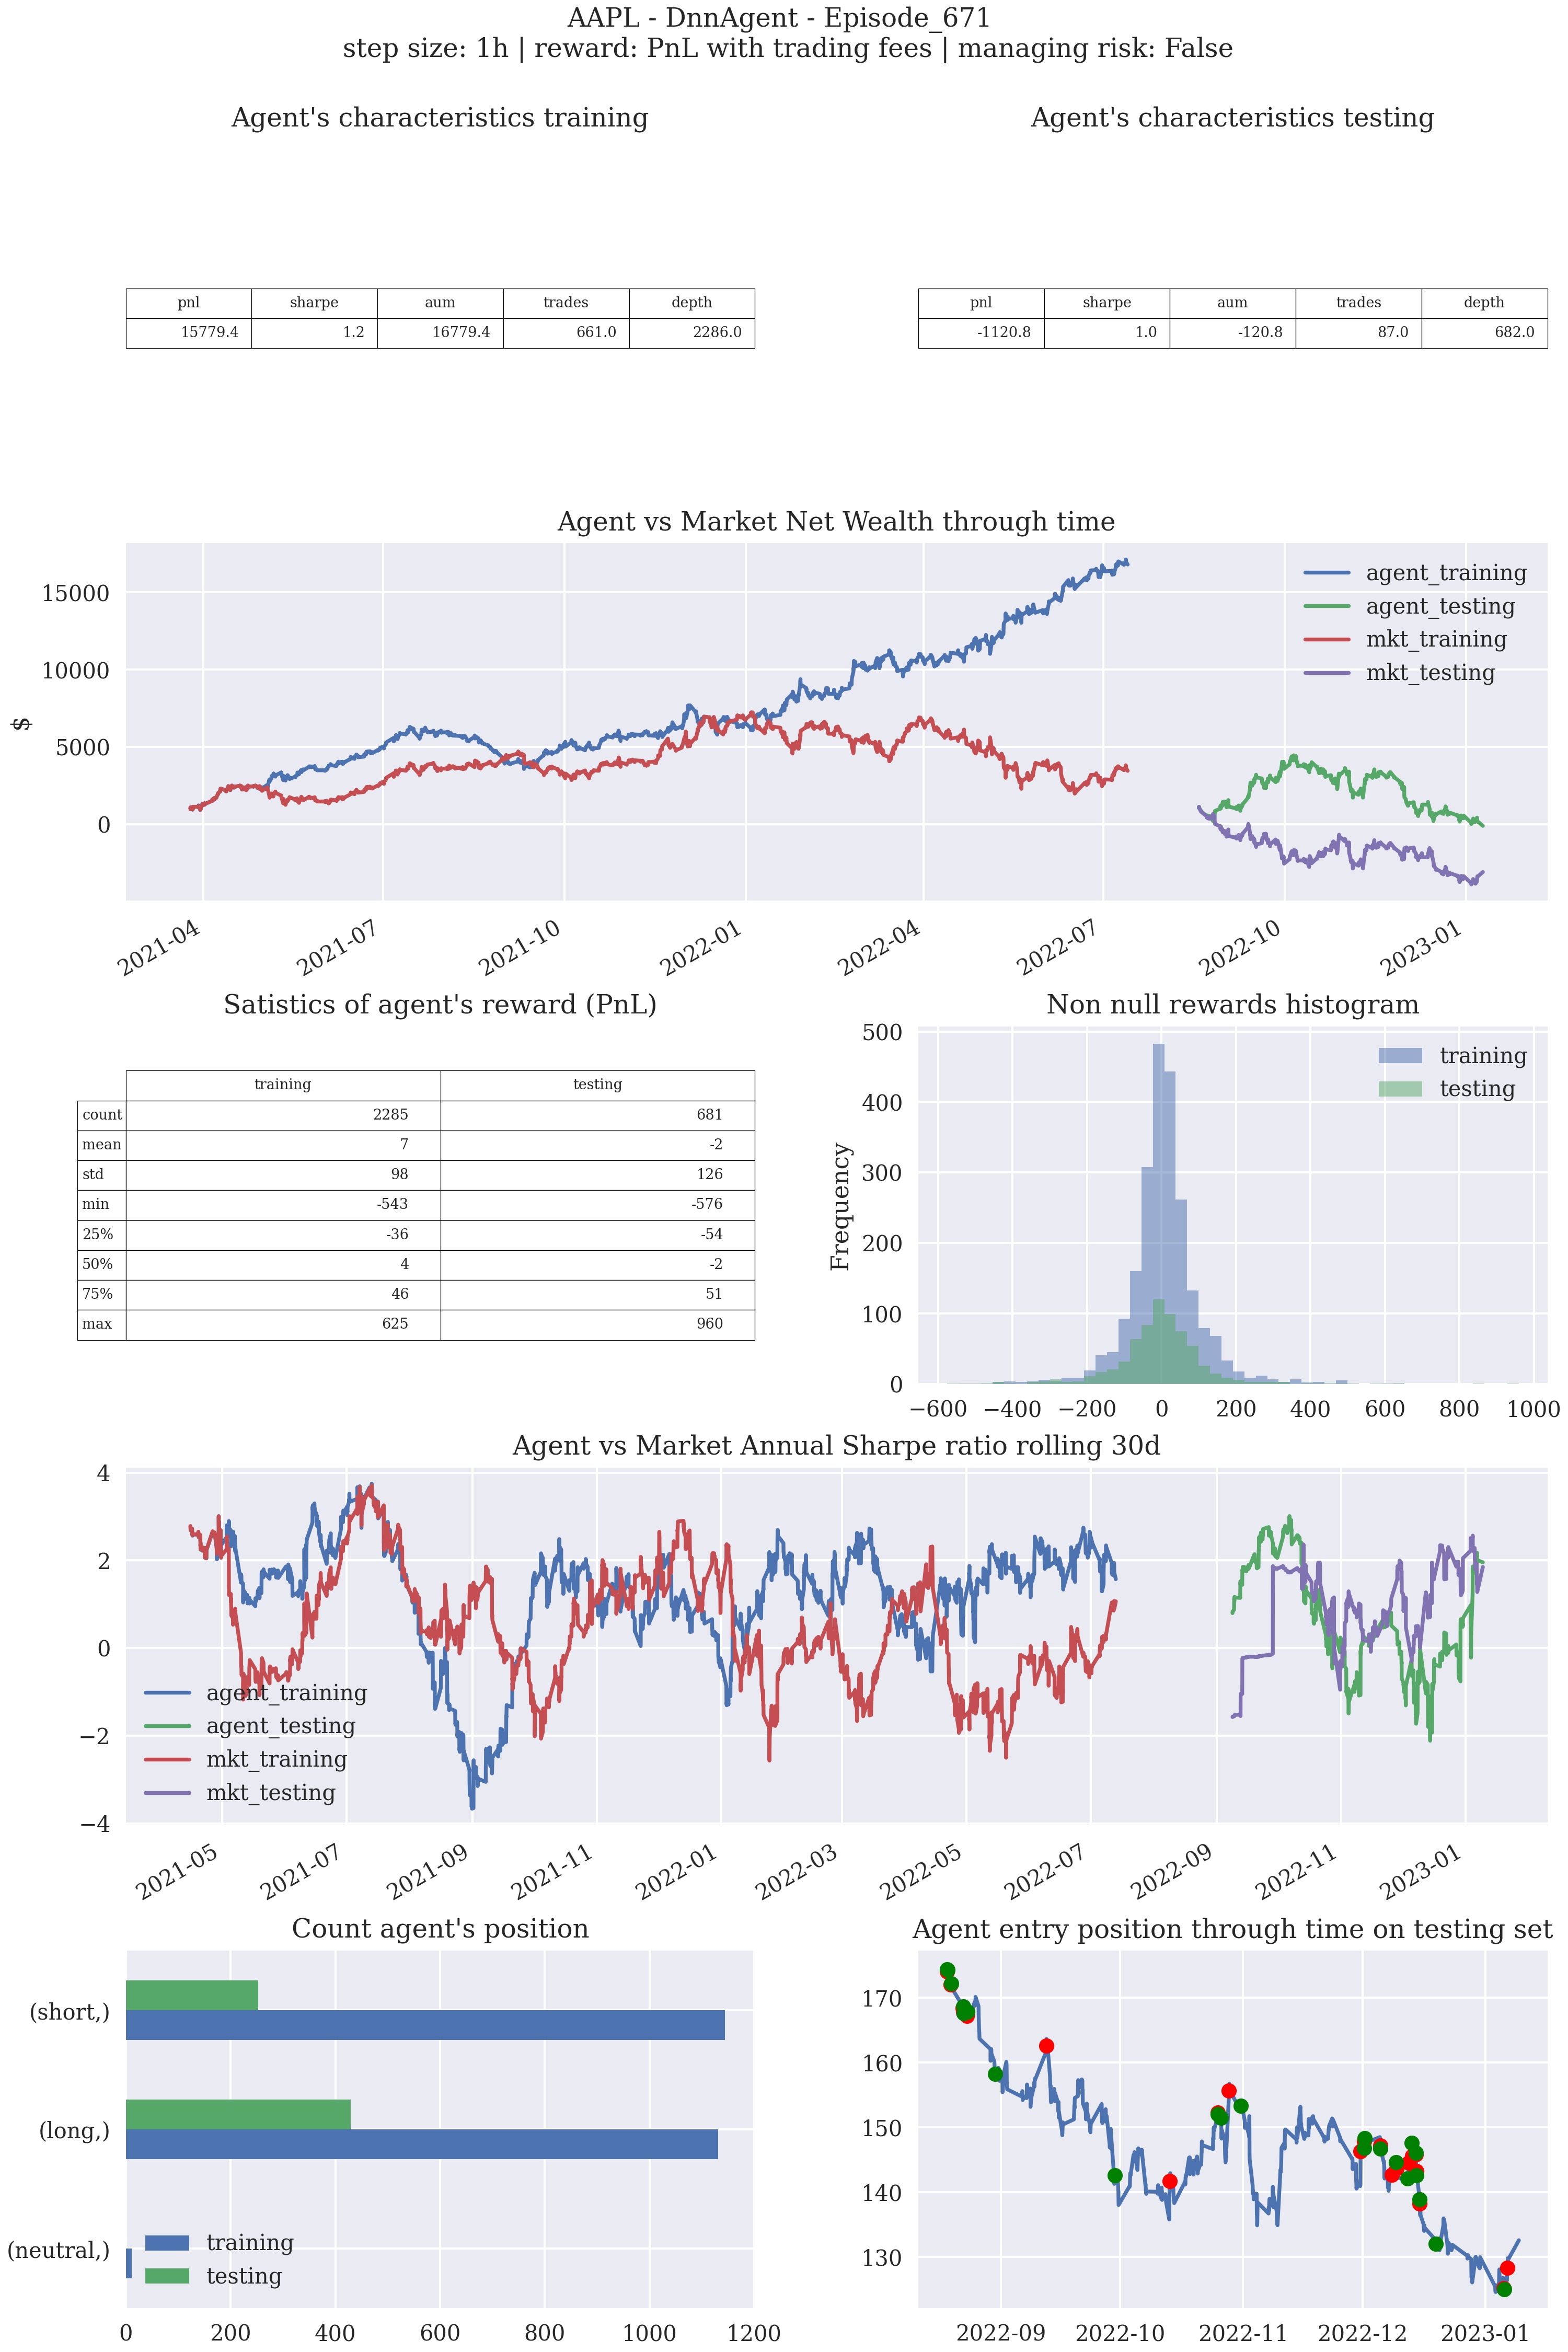 AAPL - DnnAgent - Episode_671
step size: 1h | reward: PnL with trading fees | managing risk: False
Agent's characteristics training
pnl sharpe aum trades depth
15779.4 1.2 16779.4 661.0 2286.0
Agent's characteristics testing
pnl sharpe aum trades depth
-1120.8 1.0 -120.8 87.0 682.0
Agent vs Market Net Wealth through time
$
15000
10000
5000
0
agent_training
agent_testing
mkt_training
mkt_testing
2021-04 2021-07 2021-10 2022-01 2022-04 2022-07 2022-10 2023-01
Satistics of agent's reward (PnL)
training testing
count 2285 681
mean 7 -2
std 98 126
min -543 -576
25% -36 -54
50% 4 -2
75% 46 51
max 625 960
Non null rewards histogram
Frequency
500
400
300
200
100
0
training
testing
−600 −400 −200 0 200 400 600 800 1000
Agent vs Market Annual Sharpe ratio rolling 30d
4
2
0
−2
−4
agent_training
agent_testing
mkt_training
mkt_testing
2021-05 2021-07 2021-09 2021-11 2022-01 2022-03 2022-05 2022-07 2022-09 2022-11 2023-01
Count agent's position
(short,)
(long,)
(neutral,)
training
testing
0 200 400 600 800 1000 1200
Agent entry position through time on testing set
170
160
150
140
130
2022-09 2022-10 2022-11 2022-12 2023-01